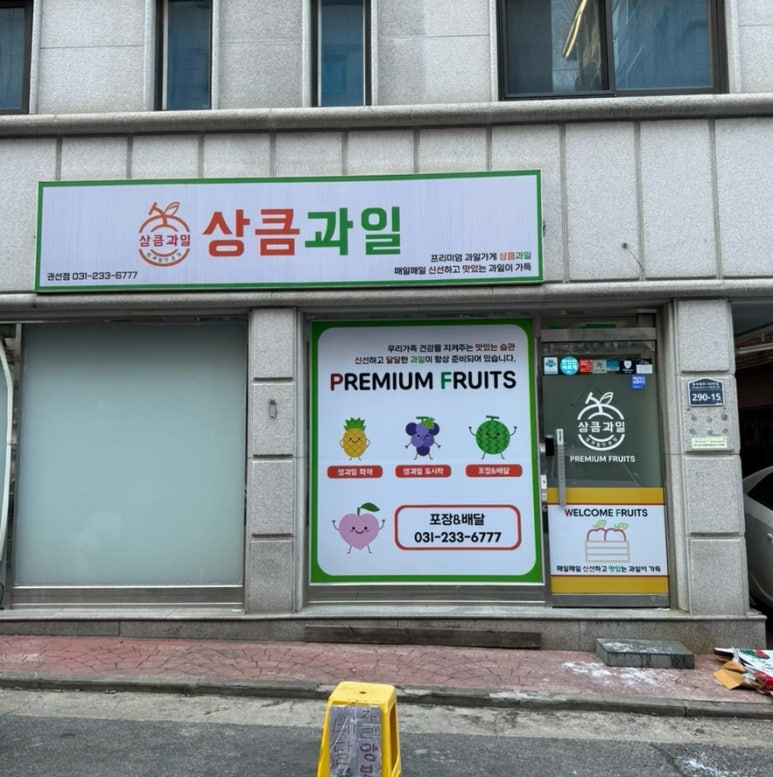 상큼과일
상큼과일
권선점 031-233-6777
프리미엄 과일가게 상큼과일
매일매일 신선하고 맛있는 과일이 가득
우리가족 건강을 지켜주는 맛있는 습관
신선하고 달달한 과일이 항상 준비되어 있습니다.
PREMIUM FRUITS
생과일 화채
생과일 도시락
포장&배달
포장&배달
031-233-6777
상큼과일
PREMIUM FRUITS
WELCOME FRUITS
매일매일 신선하고 맛있는 과일이 가득
290-15